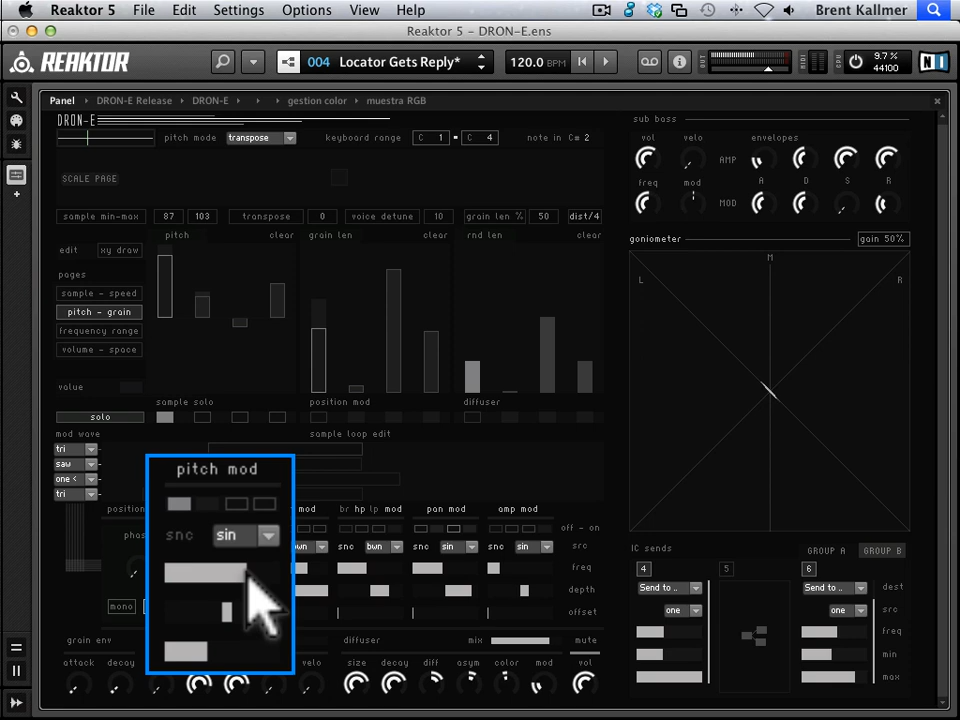 Reaktor 5 File Edit Settings Options View Help Brent Kallmer
Reaktor 5 – DRON-E.ens
REAKTOR 004 Locator Gets Reply* 120.0 BPM 9.7 % 44100 NI
Panel DRON-E Release DRON-E gestion color muestra RGB
DRON-E
pitch mode transpose keyboard range C 1 C 4 note in C# 2
SCALE PAGE
sample min-max 87 103 transpose 0 voice detune 10 grain len % 50 dist/4
pitch clear grain len clear rnd len clear
edit xy draw
pages
sample - speed
pitch - grain
frequency range
volume - space
value
sample solo position mod diffuser
solo
mod wave sample loop edit
tri
saw
one <
tri
pitch mod
snc sin
position
phas
mono
mod br hp lp mod pan mod amp mod
off - on
bwn snc bwn snc sin snc sin src
freq
depth
offset
grain env velo diffuser mix mute
attack decay size decay diff asym color mod vol
sub bass
vol velo envelopes
AMP
freq mod A D S R
MOD
goniometer gain 50%
M
L R
IC sends GROUP A GROUP B
4 5 6
Send to .. Send to .. dest
one one src
freq
min
max